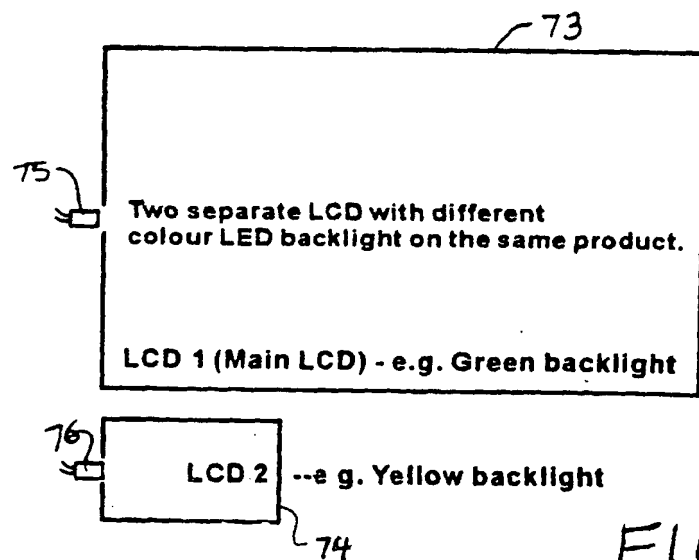 73
75
Two separate LCD with different
colour LED backlight on the same product.
LCD 1 (Main LCD) - e.g. Green backlight
76
LCD 2 --e g. Yellow backlight
74